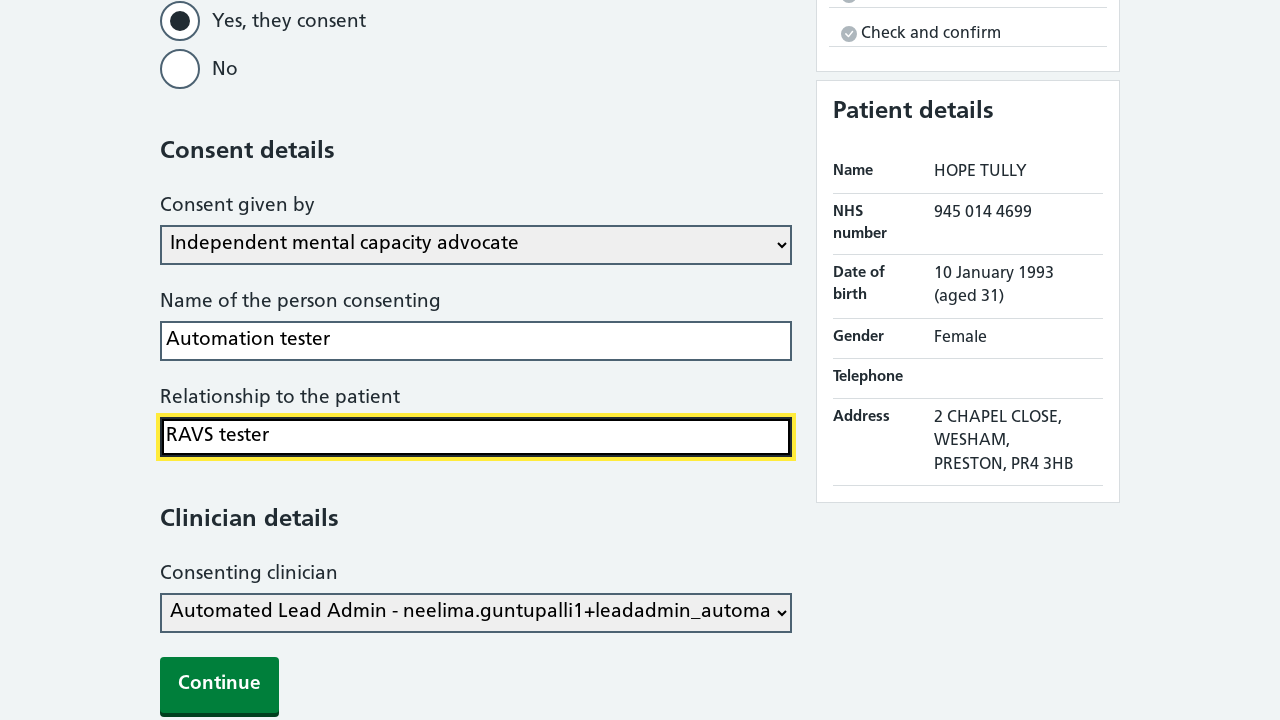 Yes, they consent
No
Consent details
Consent given by
Independent mental capacity advocate
Name of the person consenting
Automation tester
Relationship to the patient
RAVS tester
Clinician details
Consenting clinician
Automated Lead Admin - neelima.guntupalli1+leadadmin_automa
Continue
Check and confirm
Patient details
Name HOPE TULLY
NHS number 945 014 4699
Date of birth 10 January 1993 (aged 31)
Gender Female
Telephone
Address 2 CHAPEL CLOSE,
WESHAM,
PRESTON, PR4 3HB